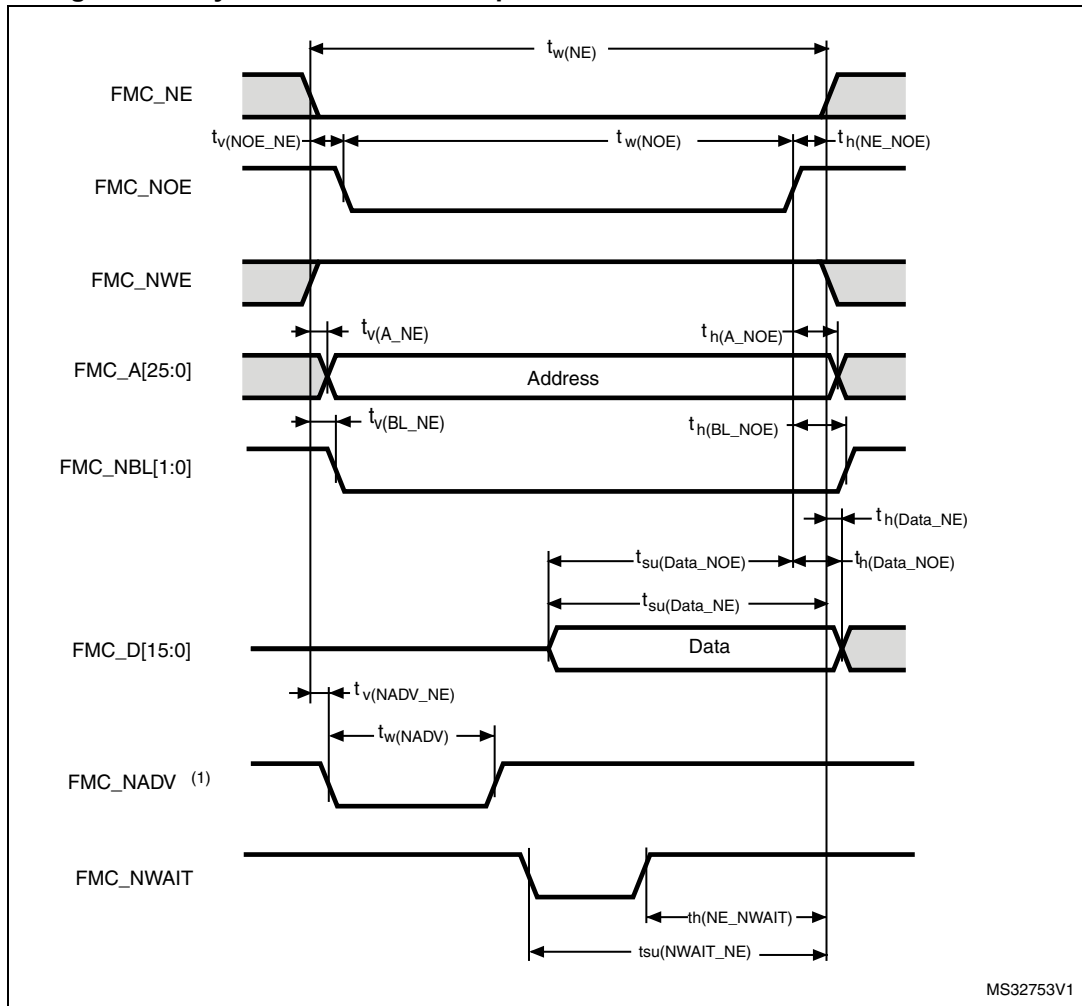 tw(NE)
FMC_NE
tv(NOE_NE)
tw(NOE)
th(NE_NOE)
FMC_NOE
FMC_NWE
tv(A_NE)
th(A_NOE)
FMC_A[25:0]
Address
tv(BL_NE)
th(BL_NOE)
FMC_NBL[1:0]
th(Data_NE)
tsu(Data_NOE)
th(Data_NOE)
tsu(Data_NE)
FMC_D[15:0]
Data
tv(NADV_NE)
tw(NADV)
FMC_NADV (1)
FMC_NWAIT
th(NE_NWAIT)
tsu(NWAIT_NE)
MS32753V1